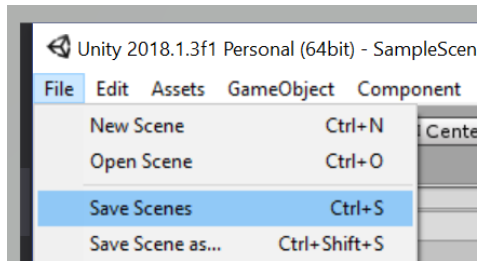 Unity 2018.1.3f1 Personal (64bit) - SampleScen
File Edit Assets GameObject Component
New Scene Ctrl+N
Cente
Open Scene Ctrl+O
Save Scenes Ctrl+S
Save Scene as... Ctrl+Shift+S